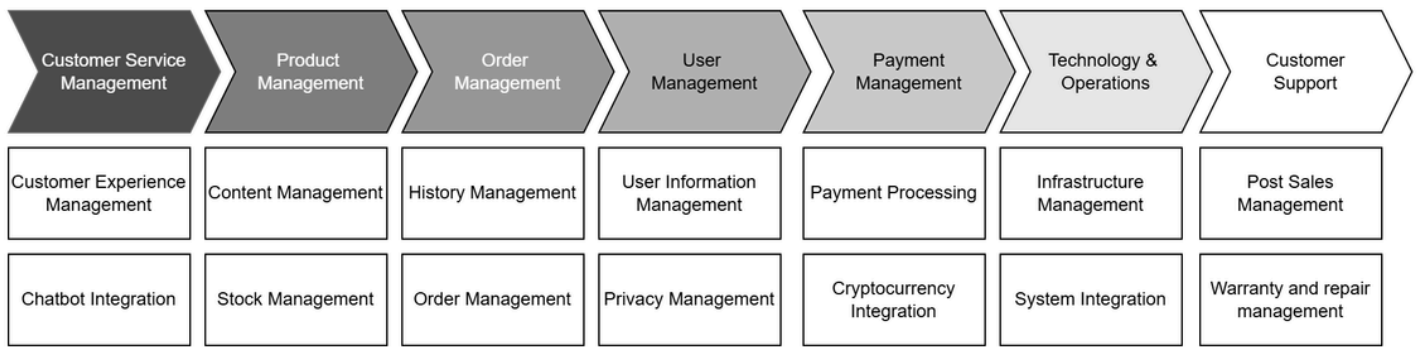 Customer Service
Management
Product
Management
Order
Management
User
Management
Payment
Management
Technology &
Operations
Customer
Support
Customer Experience
Management
Content Management
History Management
User Information
Management
Payment Processing
Infrastructure
Management
Post Sales
Management
Chatbot Integration
Stock Management
Order Management
Privacy Management
Cryptocurrency
Integration
System Integration
Warranty and repair
management